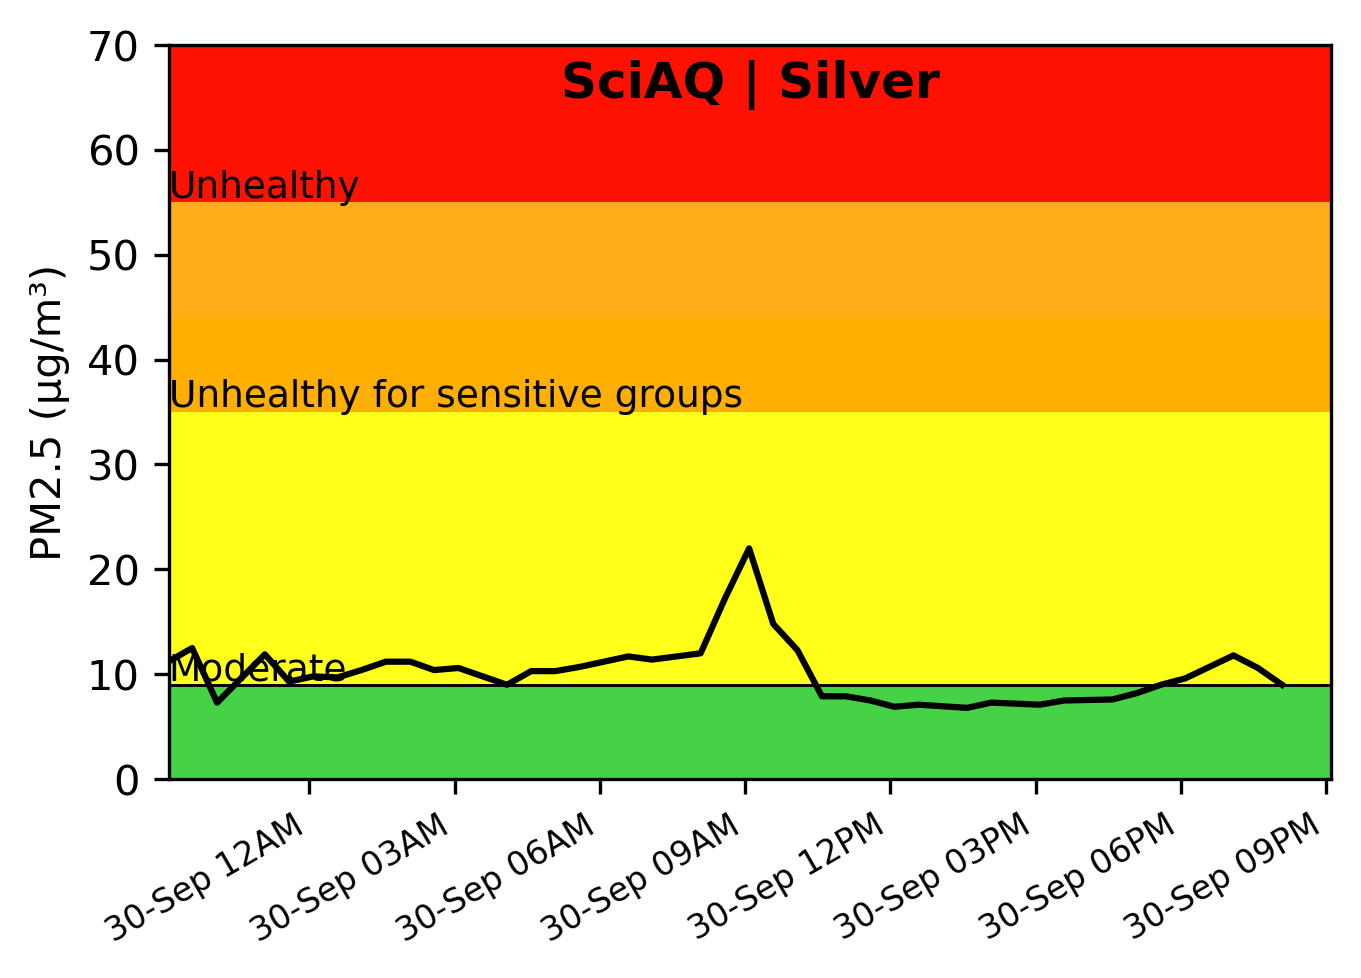 SciAQ | Silver
PM2.5 (µg/m³)
70
60
50
40
30
20
10
0
Unhealthy
Unhealthy for sensitive groups
Moderate
30-Sep 12AM
30-Sep 03AM
30-Sep 06AM
30-Sep 09AM
30-Sep 12PM
30-Sep 03PM
30-Sep 06PM
30-Sep 09PM